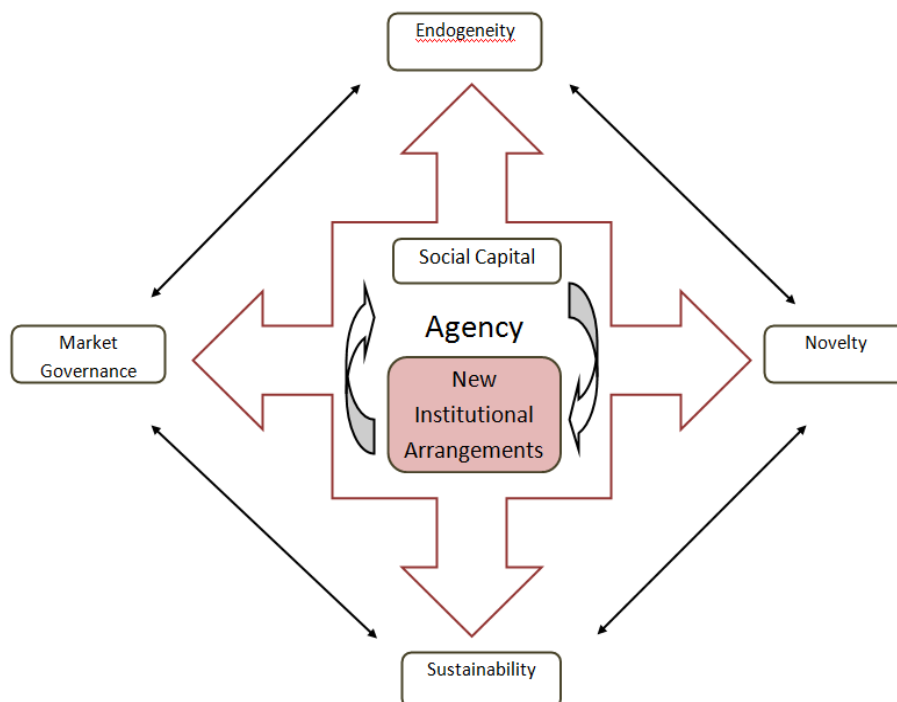 Endogeneity
Social Capital
Agency
Market
Governance
Novelty
New
Institutional
Arrangements
Sustainability